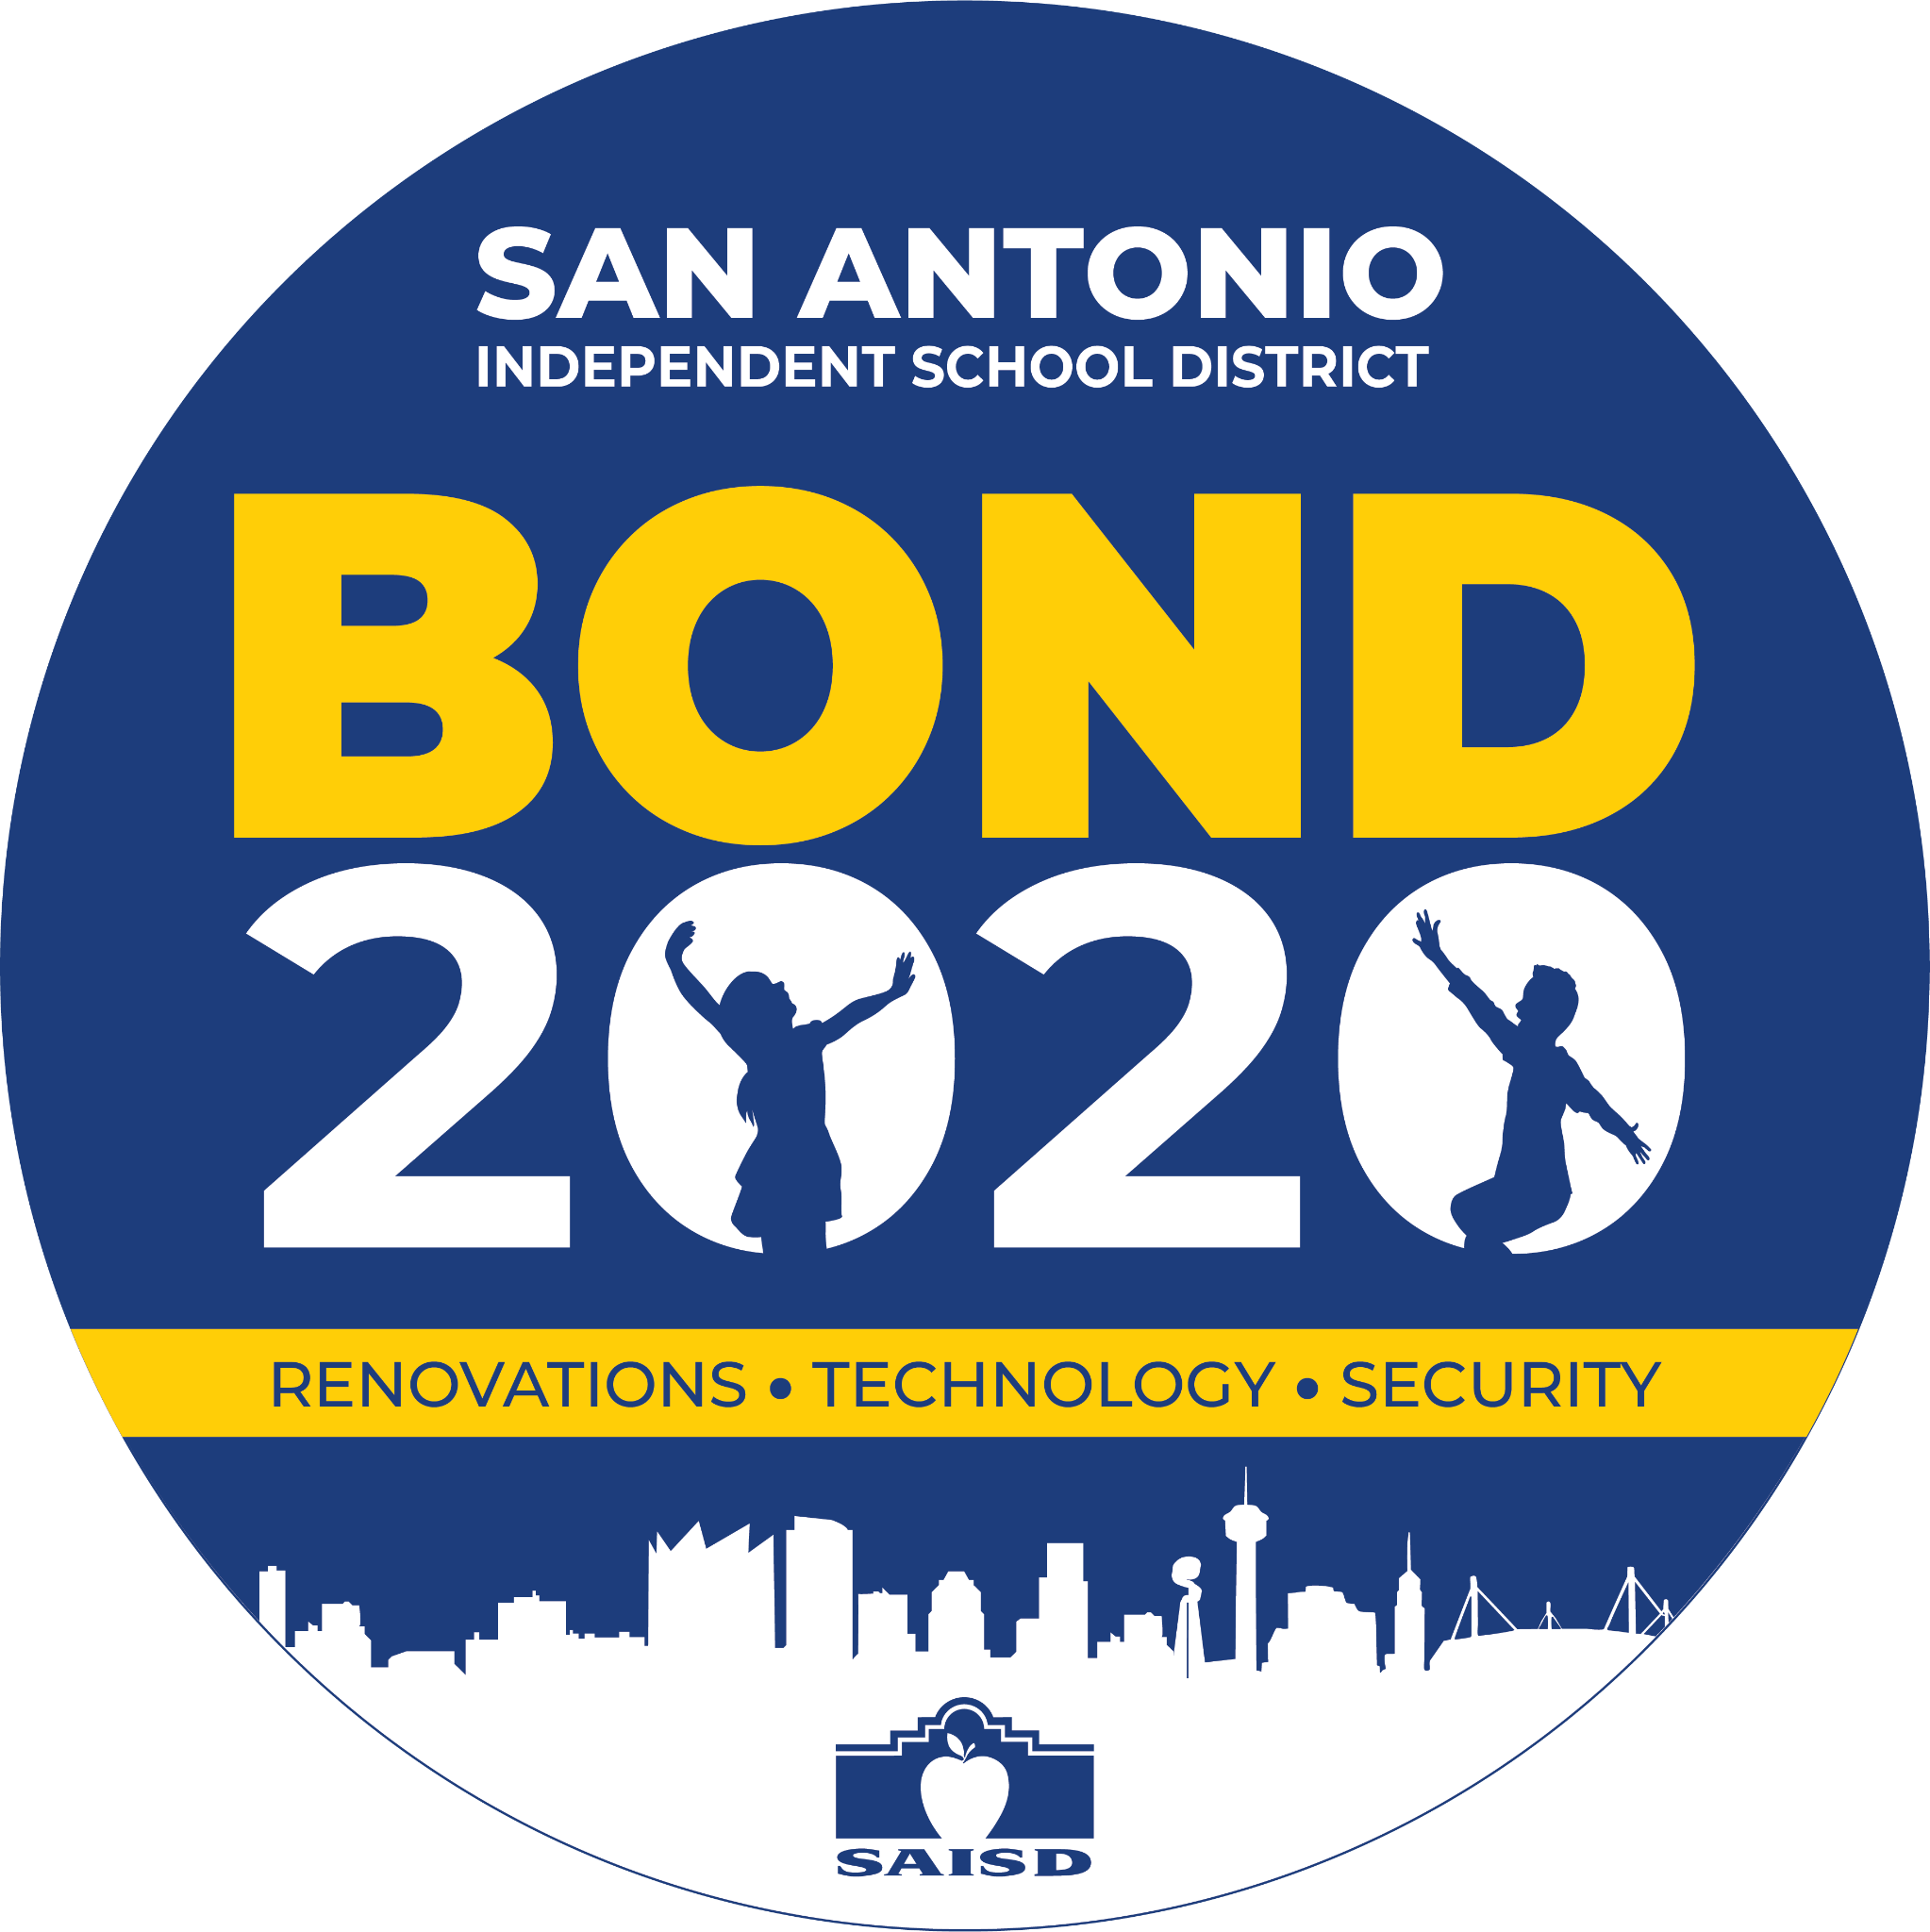 SAN ANTONIO
INDEPENDENT SCHOOL DISTRICT
BOND
2020
RENOVATIONS • TECHNOLOGY • SECURITY
SAISD